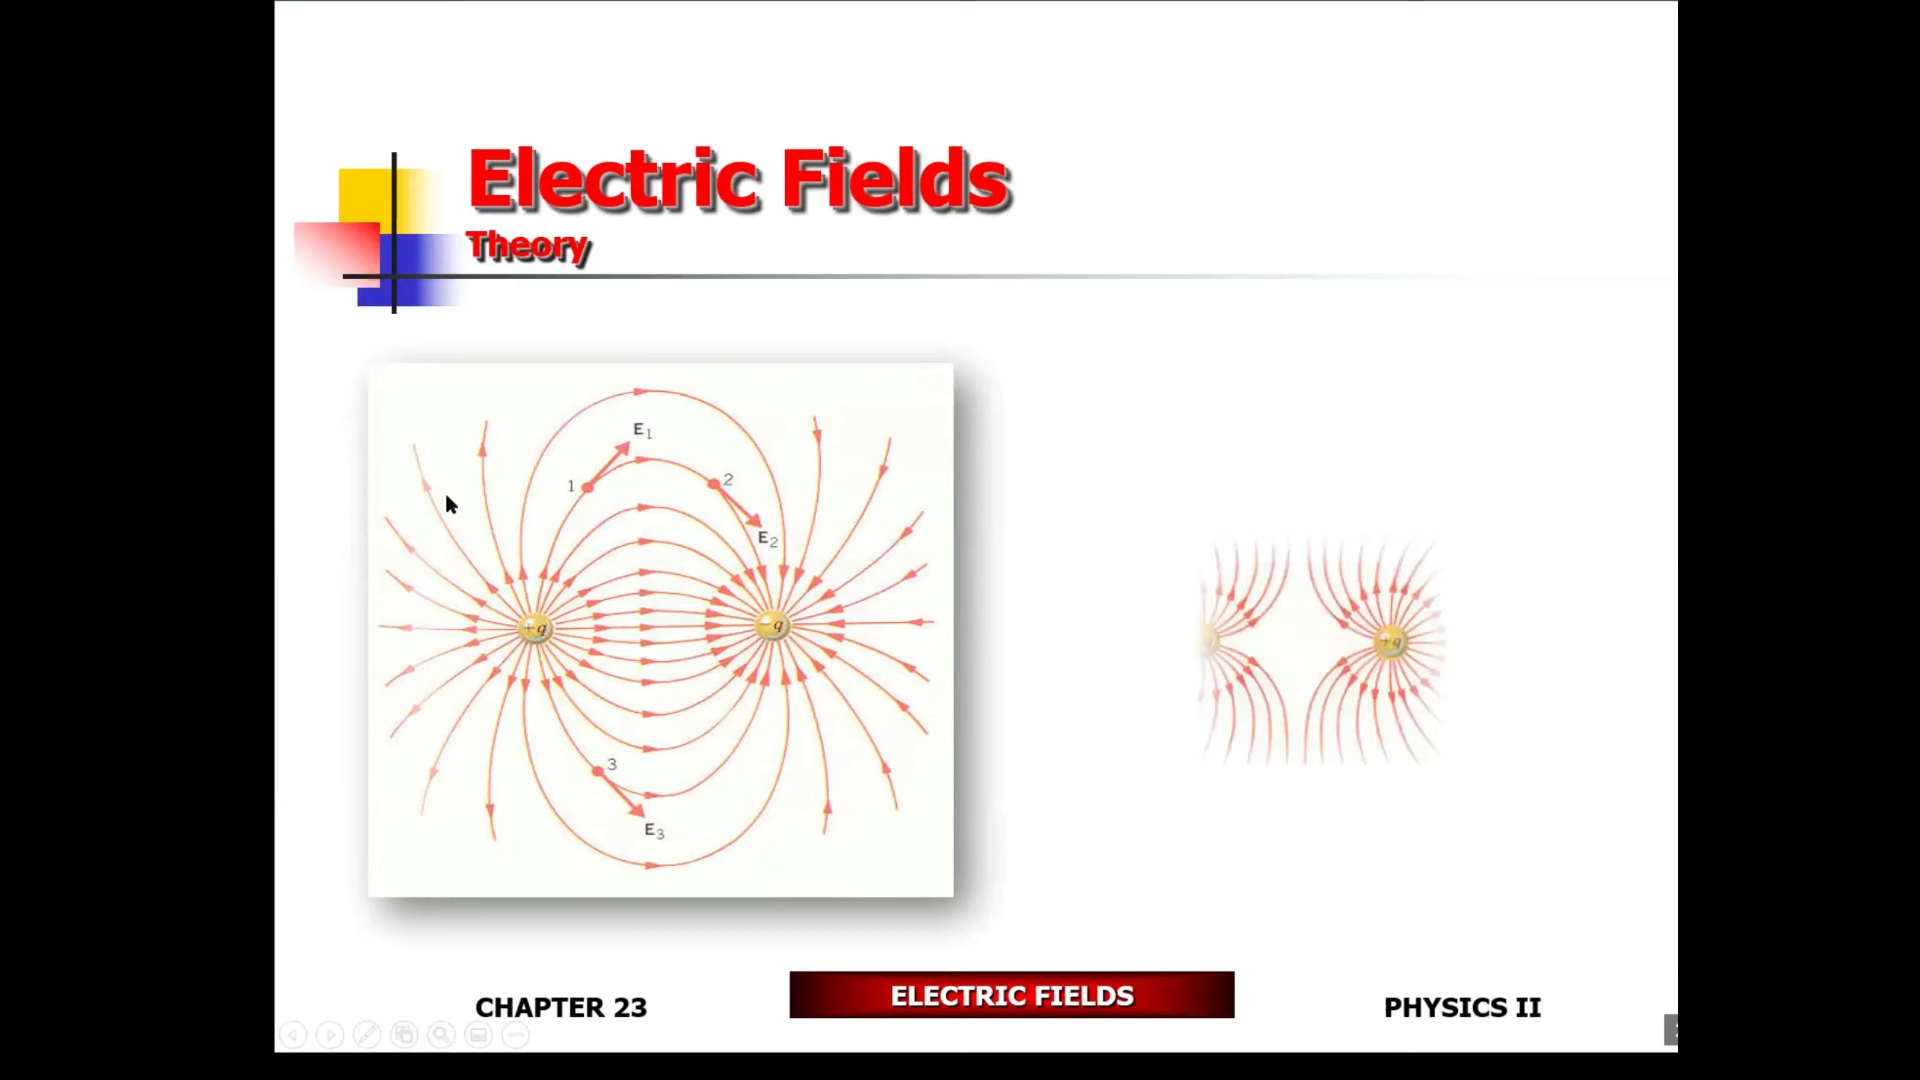 Electric Fields
Theory
E1
1
2
E2
+q
-q
3
E3
+q
CHAPTER 23
ELECTRIC FIELDS
PHYSICS II